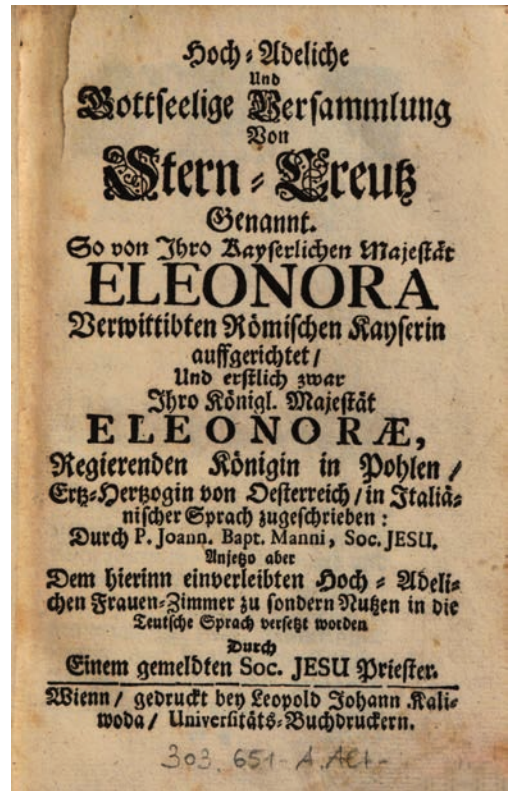 Hoch-Adeliche
Und
Gottseelige Versammlung
Von
Stern-Creutz
Genannt.
So von Ihro Kayserlichen Majestät
ELEONORA
Verwittibten Römischen Kayserin
auffgerichtet /
Und erstlich zwar
Ihro Königl. Majestät
ELEONORÆ,
Regierenden Königin in Pohlen /
Ertz-Hertzogin von Oesterreich / in Italiä-
nischer Sprach zugeschrieben:
Durch P. Joann. Bapt. Manni, Soc. JESU.
Anjetzo aber
Dem hierinn einverleibten Hoch-Adeli-
chen Frauen-Zimmer zu sondern Nutzen in die
Teutsche Sprach versetzt worden
Durch
Einem gemeldten Soc. JESU Priester.
Wienn / gedruckt bey Leopold Johann Kali-
woda / Universitäts-Buchdruckern.
303.651-A.Alt-